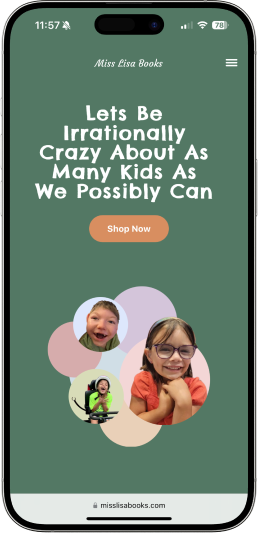 11:57
78
Miss Lisa Books
Lets Be
Irrationally
Crazy About As
Many Kids As
We Possibly Can
Shop Now
misslisabooks.com